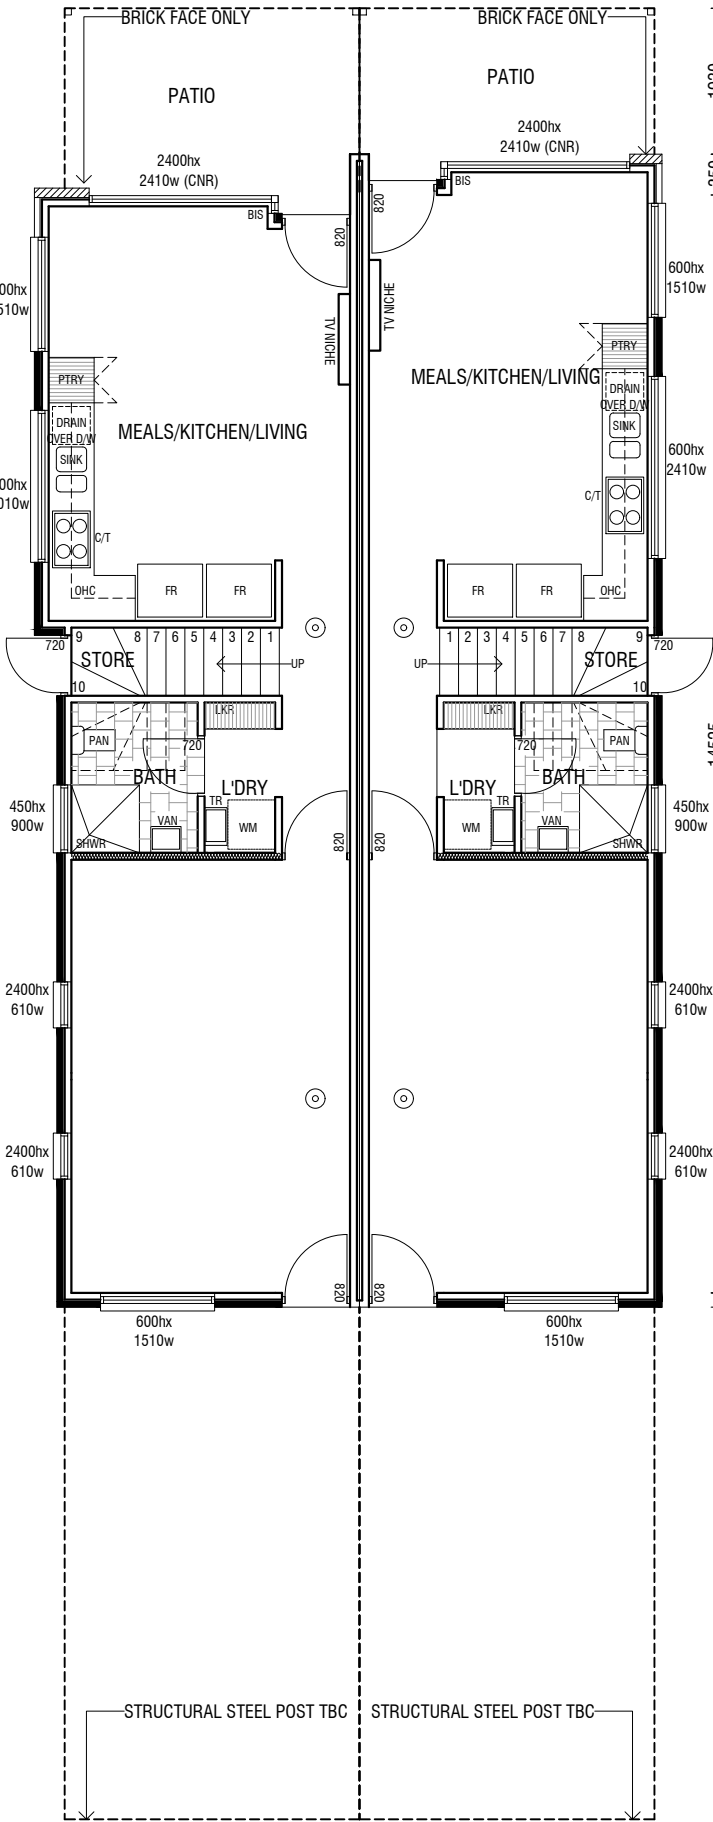 BRICK FACE ONLY
BRICK FACE ONLY
PATIO
PATIO
2400hx
2410w (CNR)
2400hx
2410w (CNR)
BIS
BIS
820
820
600hx
1510w
TV NICHE
TV NICHE
PTRY
PTRY
MEALS/KITCHEN/LIVING
MEALS/KITCHEN/LIVING
DRAIN
OVER D/W
SINK
DRAIN
OVER D/W
SINK
600hx
2410w
C/T
C/T
OHC
FR
FR
FR
FR
OHC
9
8
7
6
5
4
3
2
1
1
2
3
4
5
6
7
8
9
720
STORE
UP
UP
STORE
720
10
10
LKR
LKR
PAN
720
720
PAN
BATH
L'DRY
L'DRY
BATH
450hx
900w
TR
TR
450hx
900w
VAN
WM
WM
VAN
SHWR
SHWR
820
820
2400hx
610w
2400hx
610w
2400hx
610w
2400hx
610w
820
820
600hx
1510w
600hx
1510w
STRUCTURAL STEEL POST TBC
STRUCTURAL STEEL POST TBC